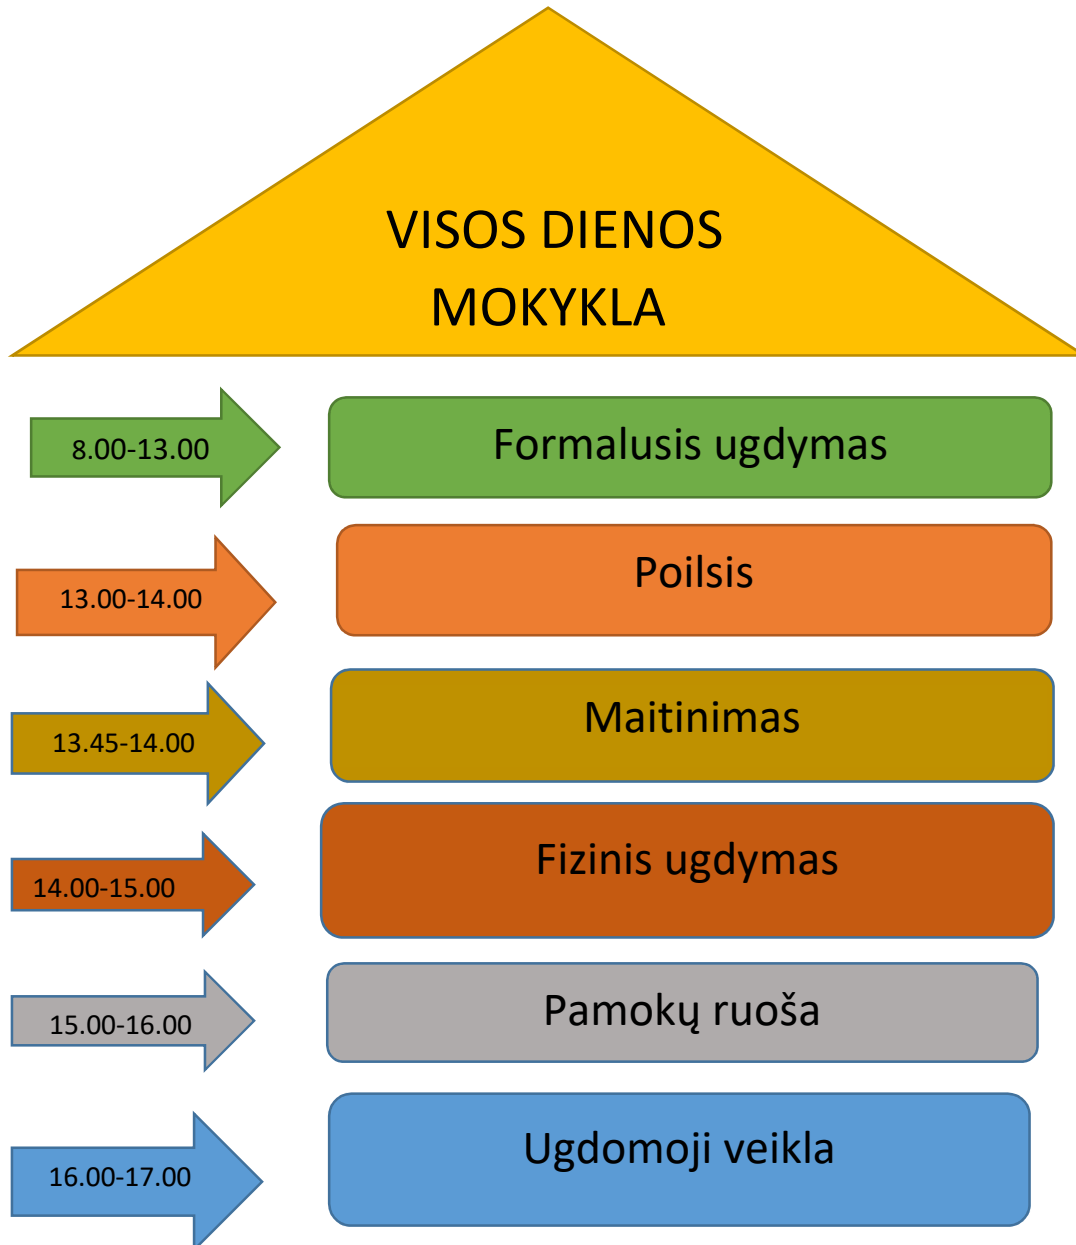 VISOS DIENOS
MOKYKLA
8.00-13.00
Formalusis ugdymas
13.00-14.00
Poilsis
13.45-14.00
Maitinimas
14.00-15.00
Fizinis ugdymas
15.00-16.00
Pamokų ruoša
16.00-17.00
Ugdomoji veikla